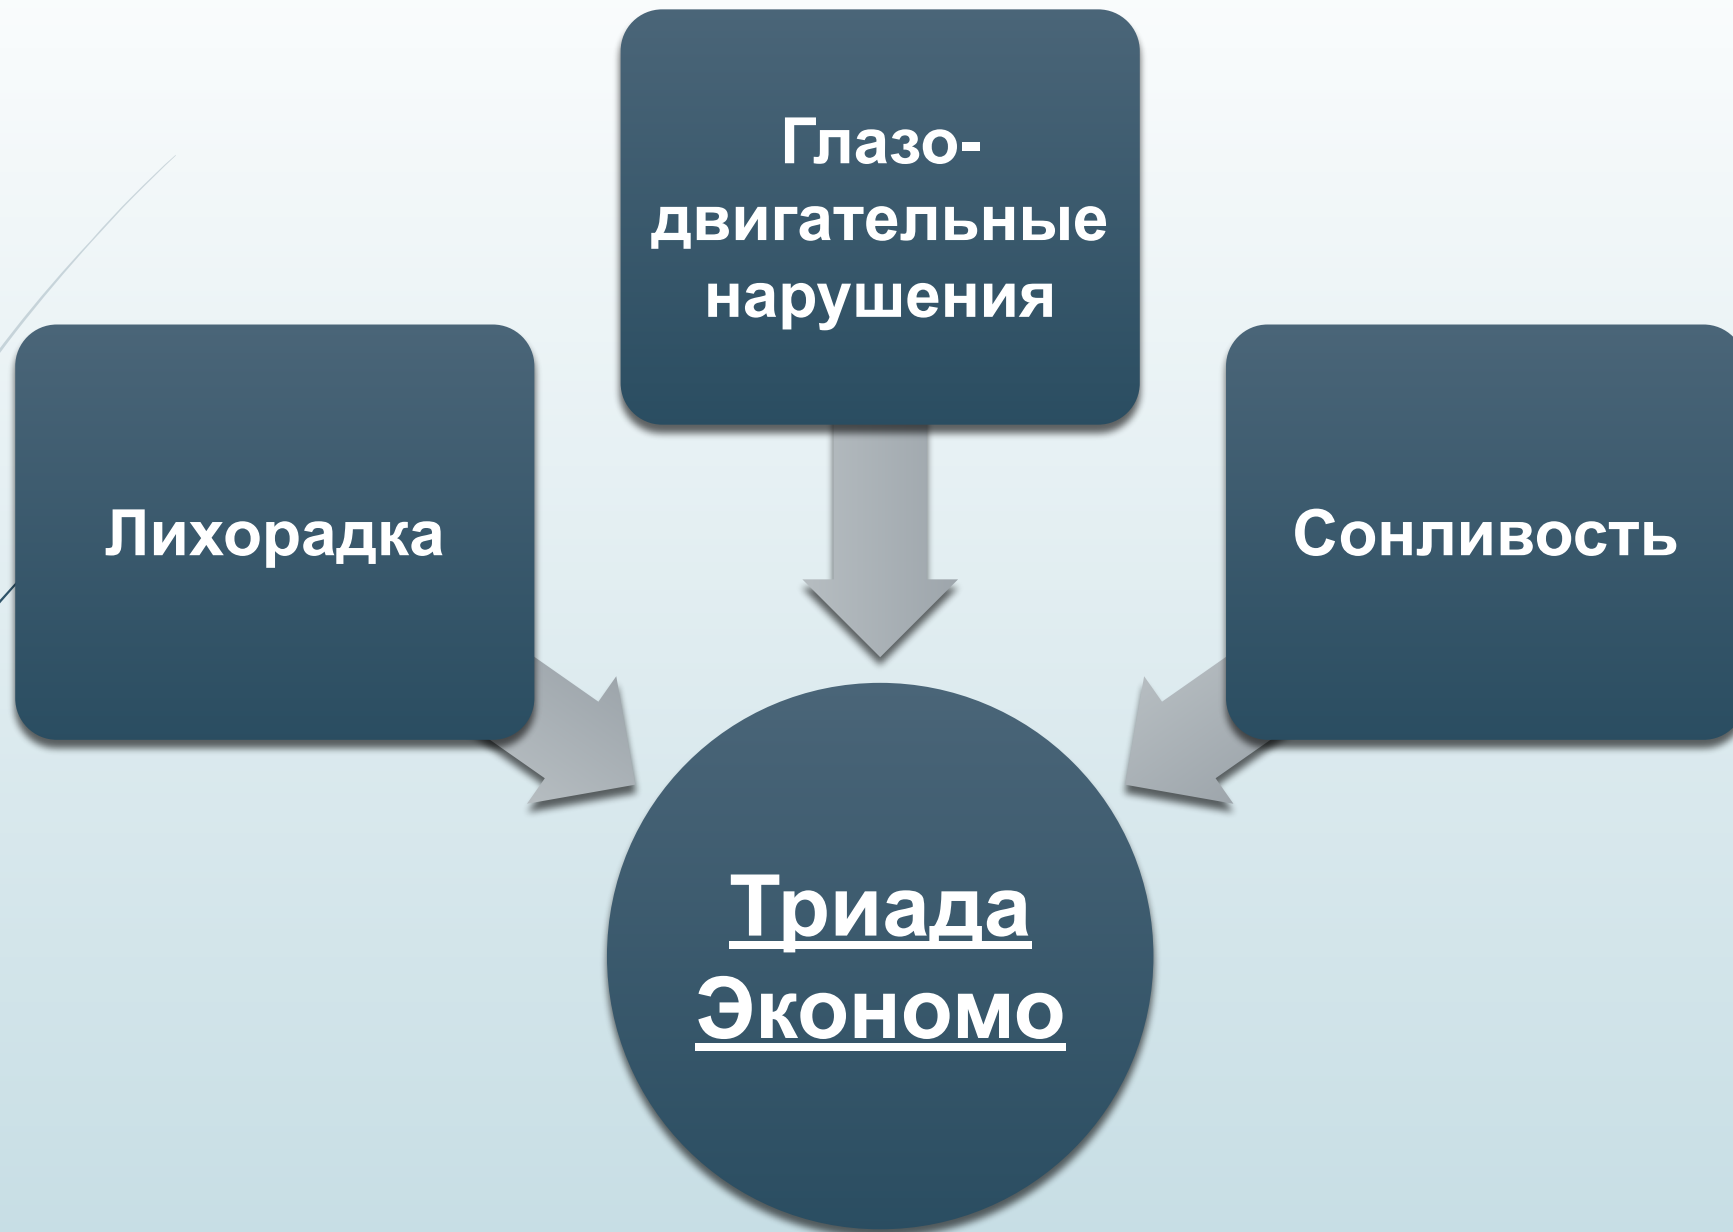 Глазо-
двигательные
нарушения
Лихорадка
Сонливость
Триада
Экономо